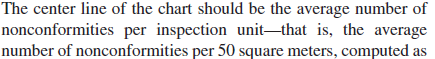 The center line of the chart should be the average number of
nonconformities per inspection unit—that is, the average
number of nonconformities per 50 square meters, computed as